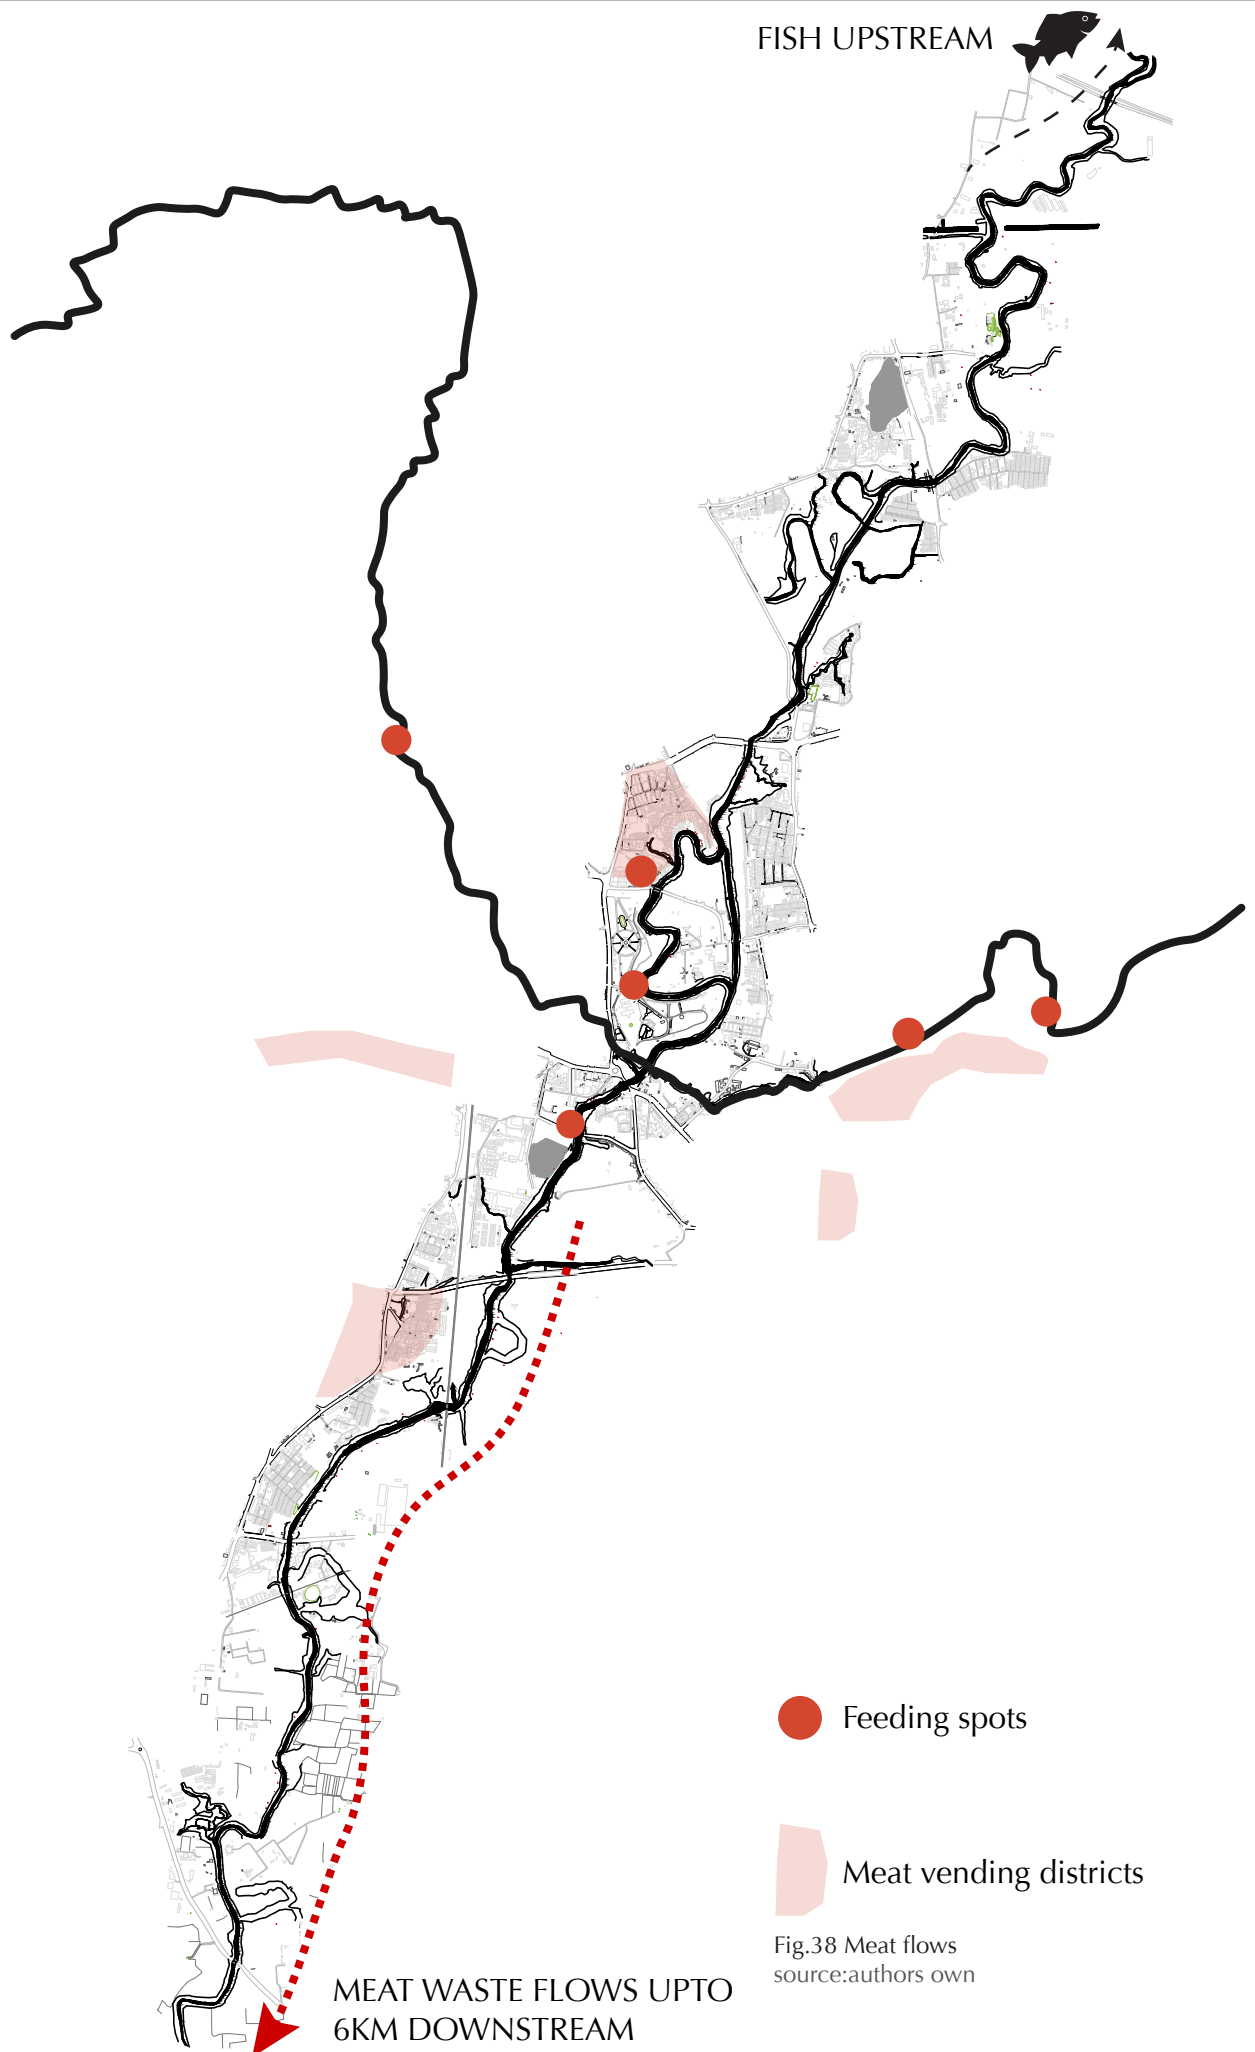 FISH UPSTREAM
Feeding spots
Meat vending districts
Fig.38 Meat flows
source:authors own
MEAT WASTE FLOWS UPTO
6KM DOWNSTREAM